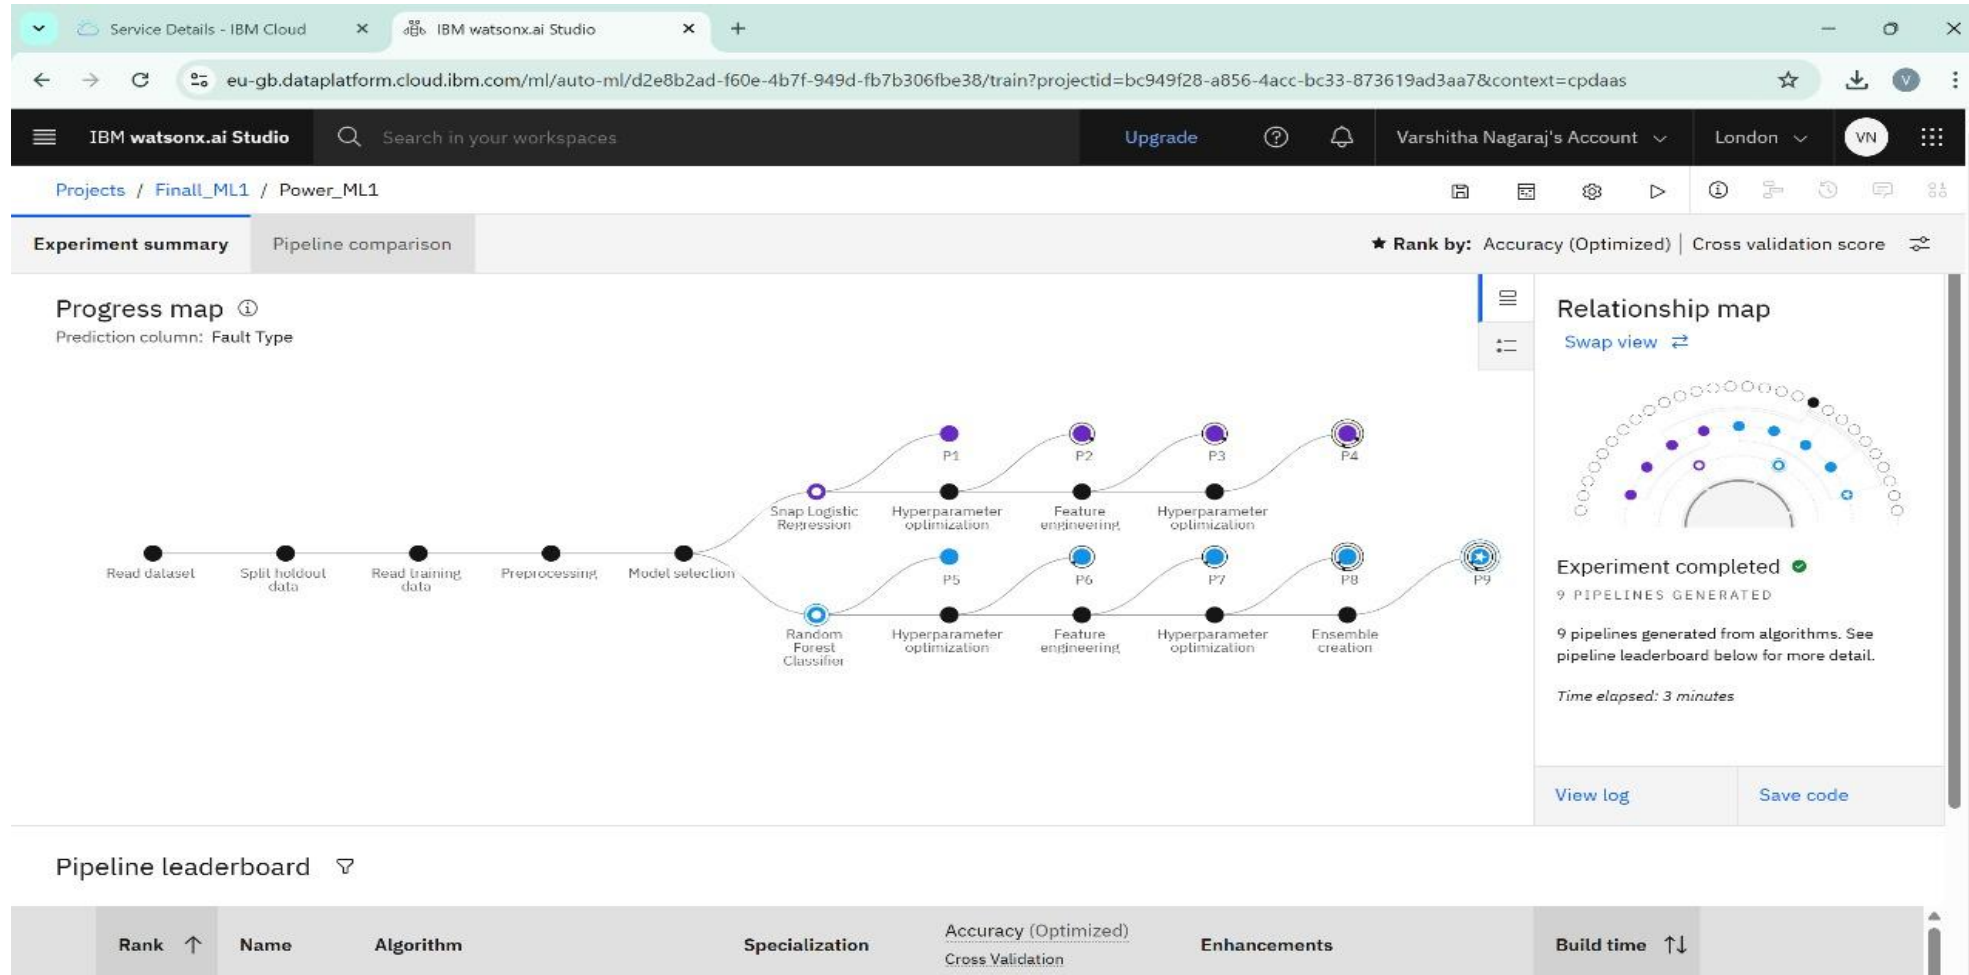 Service Details - IBM Cloud
IBM watsonx.ai Studio
eu-gb.dataplatform.cloud.ibm.com/ml/auto-ml/d2e8b2ad-f60e-4b7f-949d-fb7b306fbe38/train?projectid=bc949f28-a856-4acc-bc33-873619ad3aa7&context=cpdaas
V
IBM watsonx.ai Studio
Search in your workspaces
Upgrade
Varshitha Nagaraj's Account
London
VN
Projects / Finall_ML1 / Power_ML1
Experiment summary
Pipeline comparison
Rank by: Accuracy (Optimized) | Cross validation score
Progress map
Prediction column: Fault Type
P1
P2
P3
P4
Snap Logistic
Regression
Hyperparameter
optimization
Feature
engineering
Hyperparameter
optimization
Read dataset
Split holdout
data
Read training
data
Preprocessing
Model selection
P5
P6
P7
P8
P9
Random
Forest
Classifier
Hyperparameter
optimization
Feature
engineering
Hyperparameter
optimization
Ensemble
creation
Relationship map
Swap view
Experiment completed
9 PIPELINES GENERATED
9 pipelines generated from algorithms. See
pipeline leaderboard below for more detail.
Time elapsed: 3 minutes
View log
Save code
Pipeline leaderboard
Rank
Name
Algorithm
Specialization
Accuracy (Optimized)
Cross Validation
Enhancements
Build time